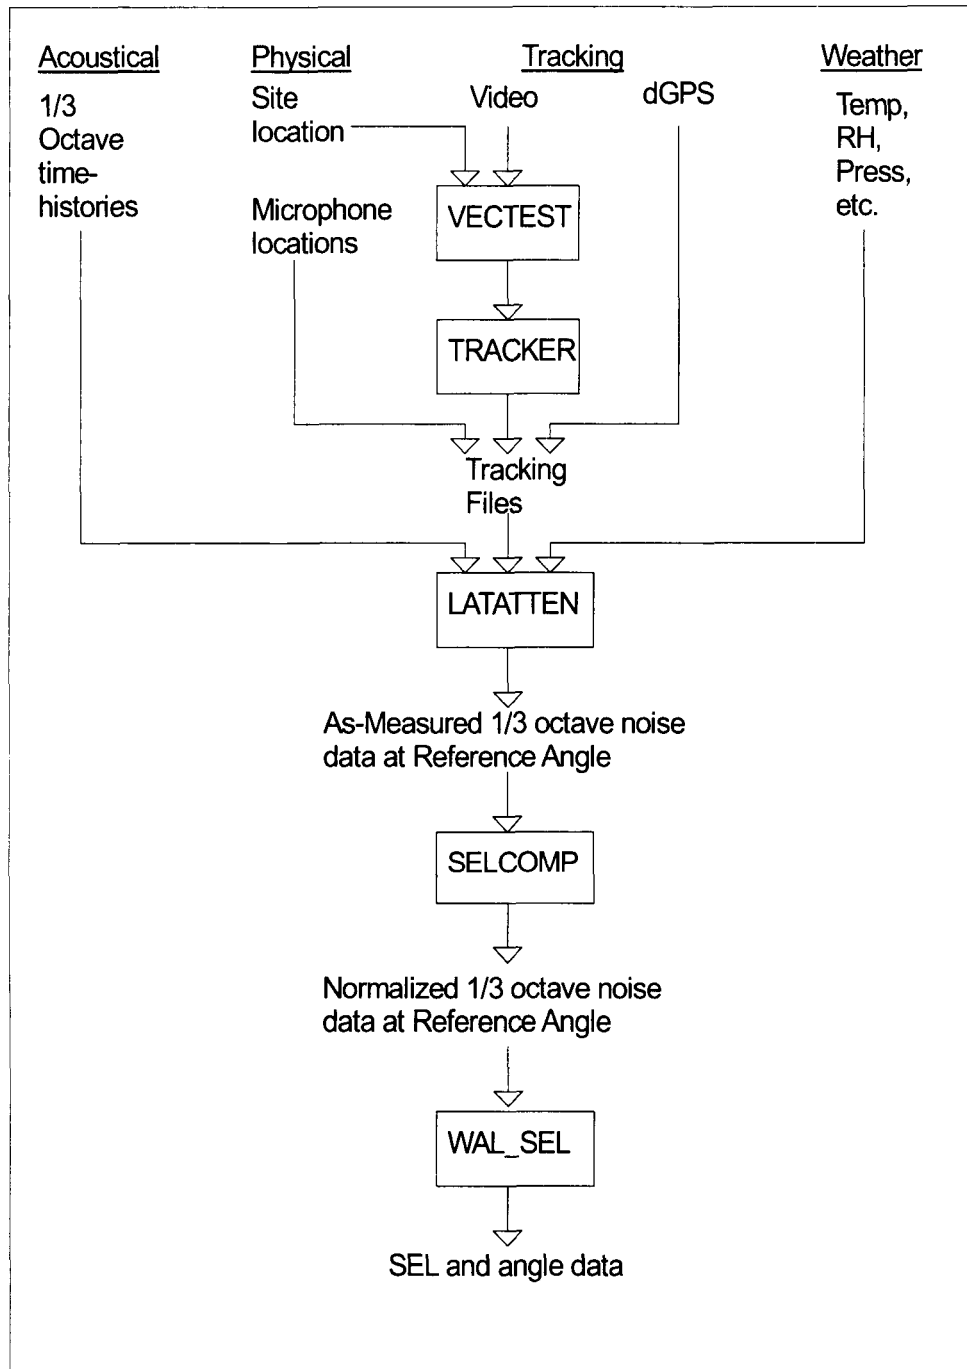 Acoustical
Physical
Tracking
Weather
1/3
Octave
time-
histories
Site
location
Video
dGPS
Temp,
RH,
Press,
etc.
Microphone
locations
VECTEST
TRACKER
Tracking
Files
LATATTEN
As-Measured 1/3 octave noise
data at Reference Angle
SELCOMP
Normalized 1/3 octave noise
data at Reference Angle
WAL_SEL
SEL and angle data